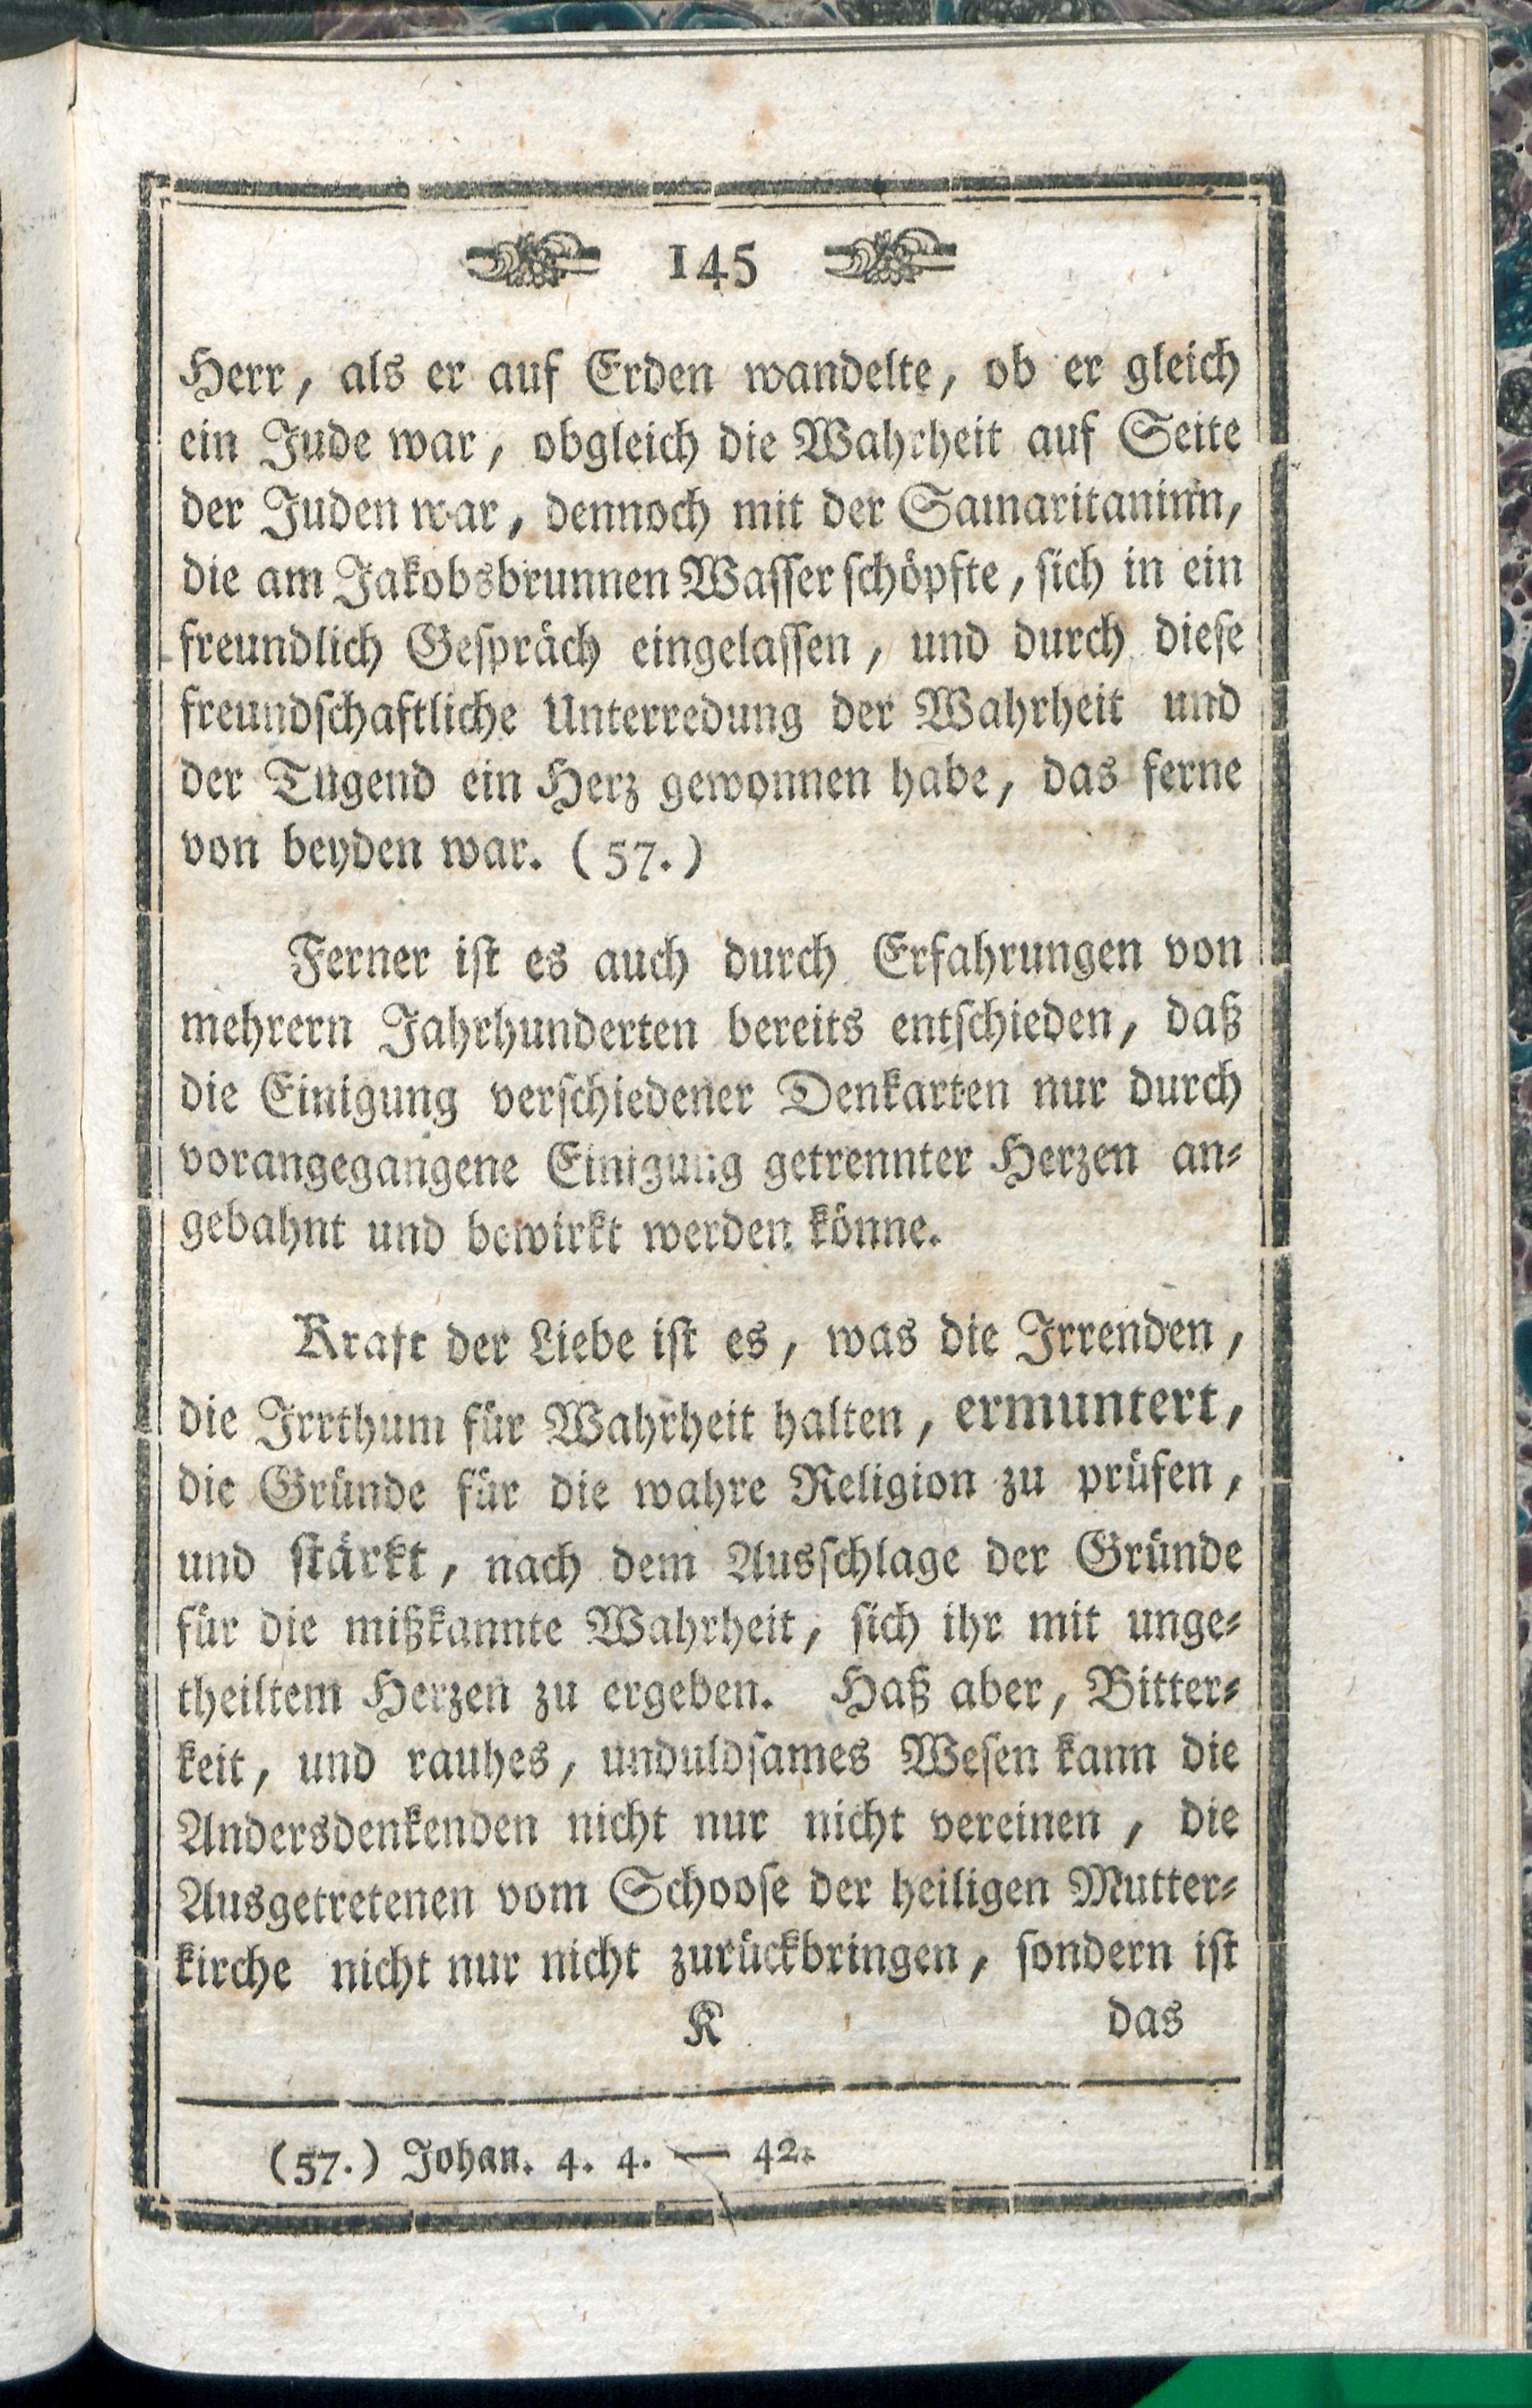 145
Herr, als er auf Erden wandelte, ob er gleich
ein Jude war, obgleich die Wahrheit auf Seite
der Juden war, dennoch mit der Samaritaninn,
die am Jakobsbrunnen Wasser schöpfte, sich in ein
freundlich Gespräch eingelassen, und durch diese
freundschaftliche Unterredung der Wahrheit und
der Tugend ein Herz gewonnen habe, das ferne
von beyden war. (57.)
Ferner ist es auch durch Erfahrungen von
mehrern Jahrhunderten bereits entschieden, daß
die Einigung verschiedener Denkarten nur durch
vorangegangene Einigung getrennter Herzen an-
gebahnt und bewirkt werden könne.
Kraft der Liebe ist es, was die Irrenden,
die Irrthum für Wahrheit halten, ermuntert,
die Gründe für die wahre Religion zu prüfen,
und stärkt, nach dem Ausschlage der Gründe
für die mißkannte Wahrheit, sich ihr mit unge-
theiltem Herzen zu ergeben. Haß aber, Bitter-
keit, und rauhes, unduldsames Wesen kann die
Andersdenkenden nicht nur nicht vereinen, die
Ausgetretenen vom Schoose der heiligen Mutter-
kirche nicht nur nicht zurückbringen, sondern ist
K das
(57.) Johan. 4. 4. — 42.